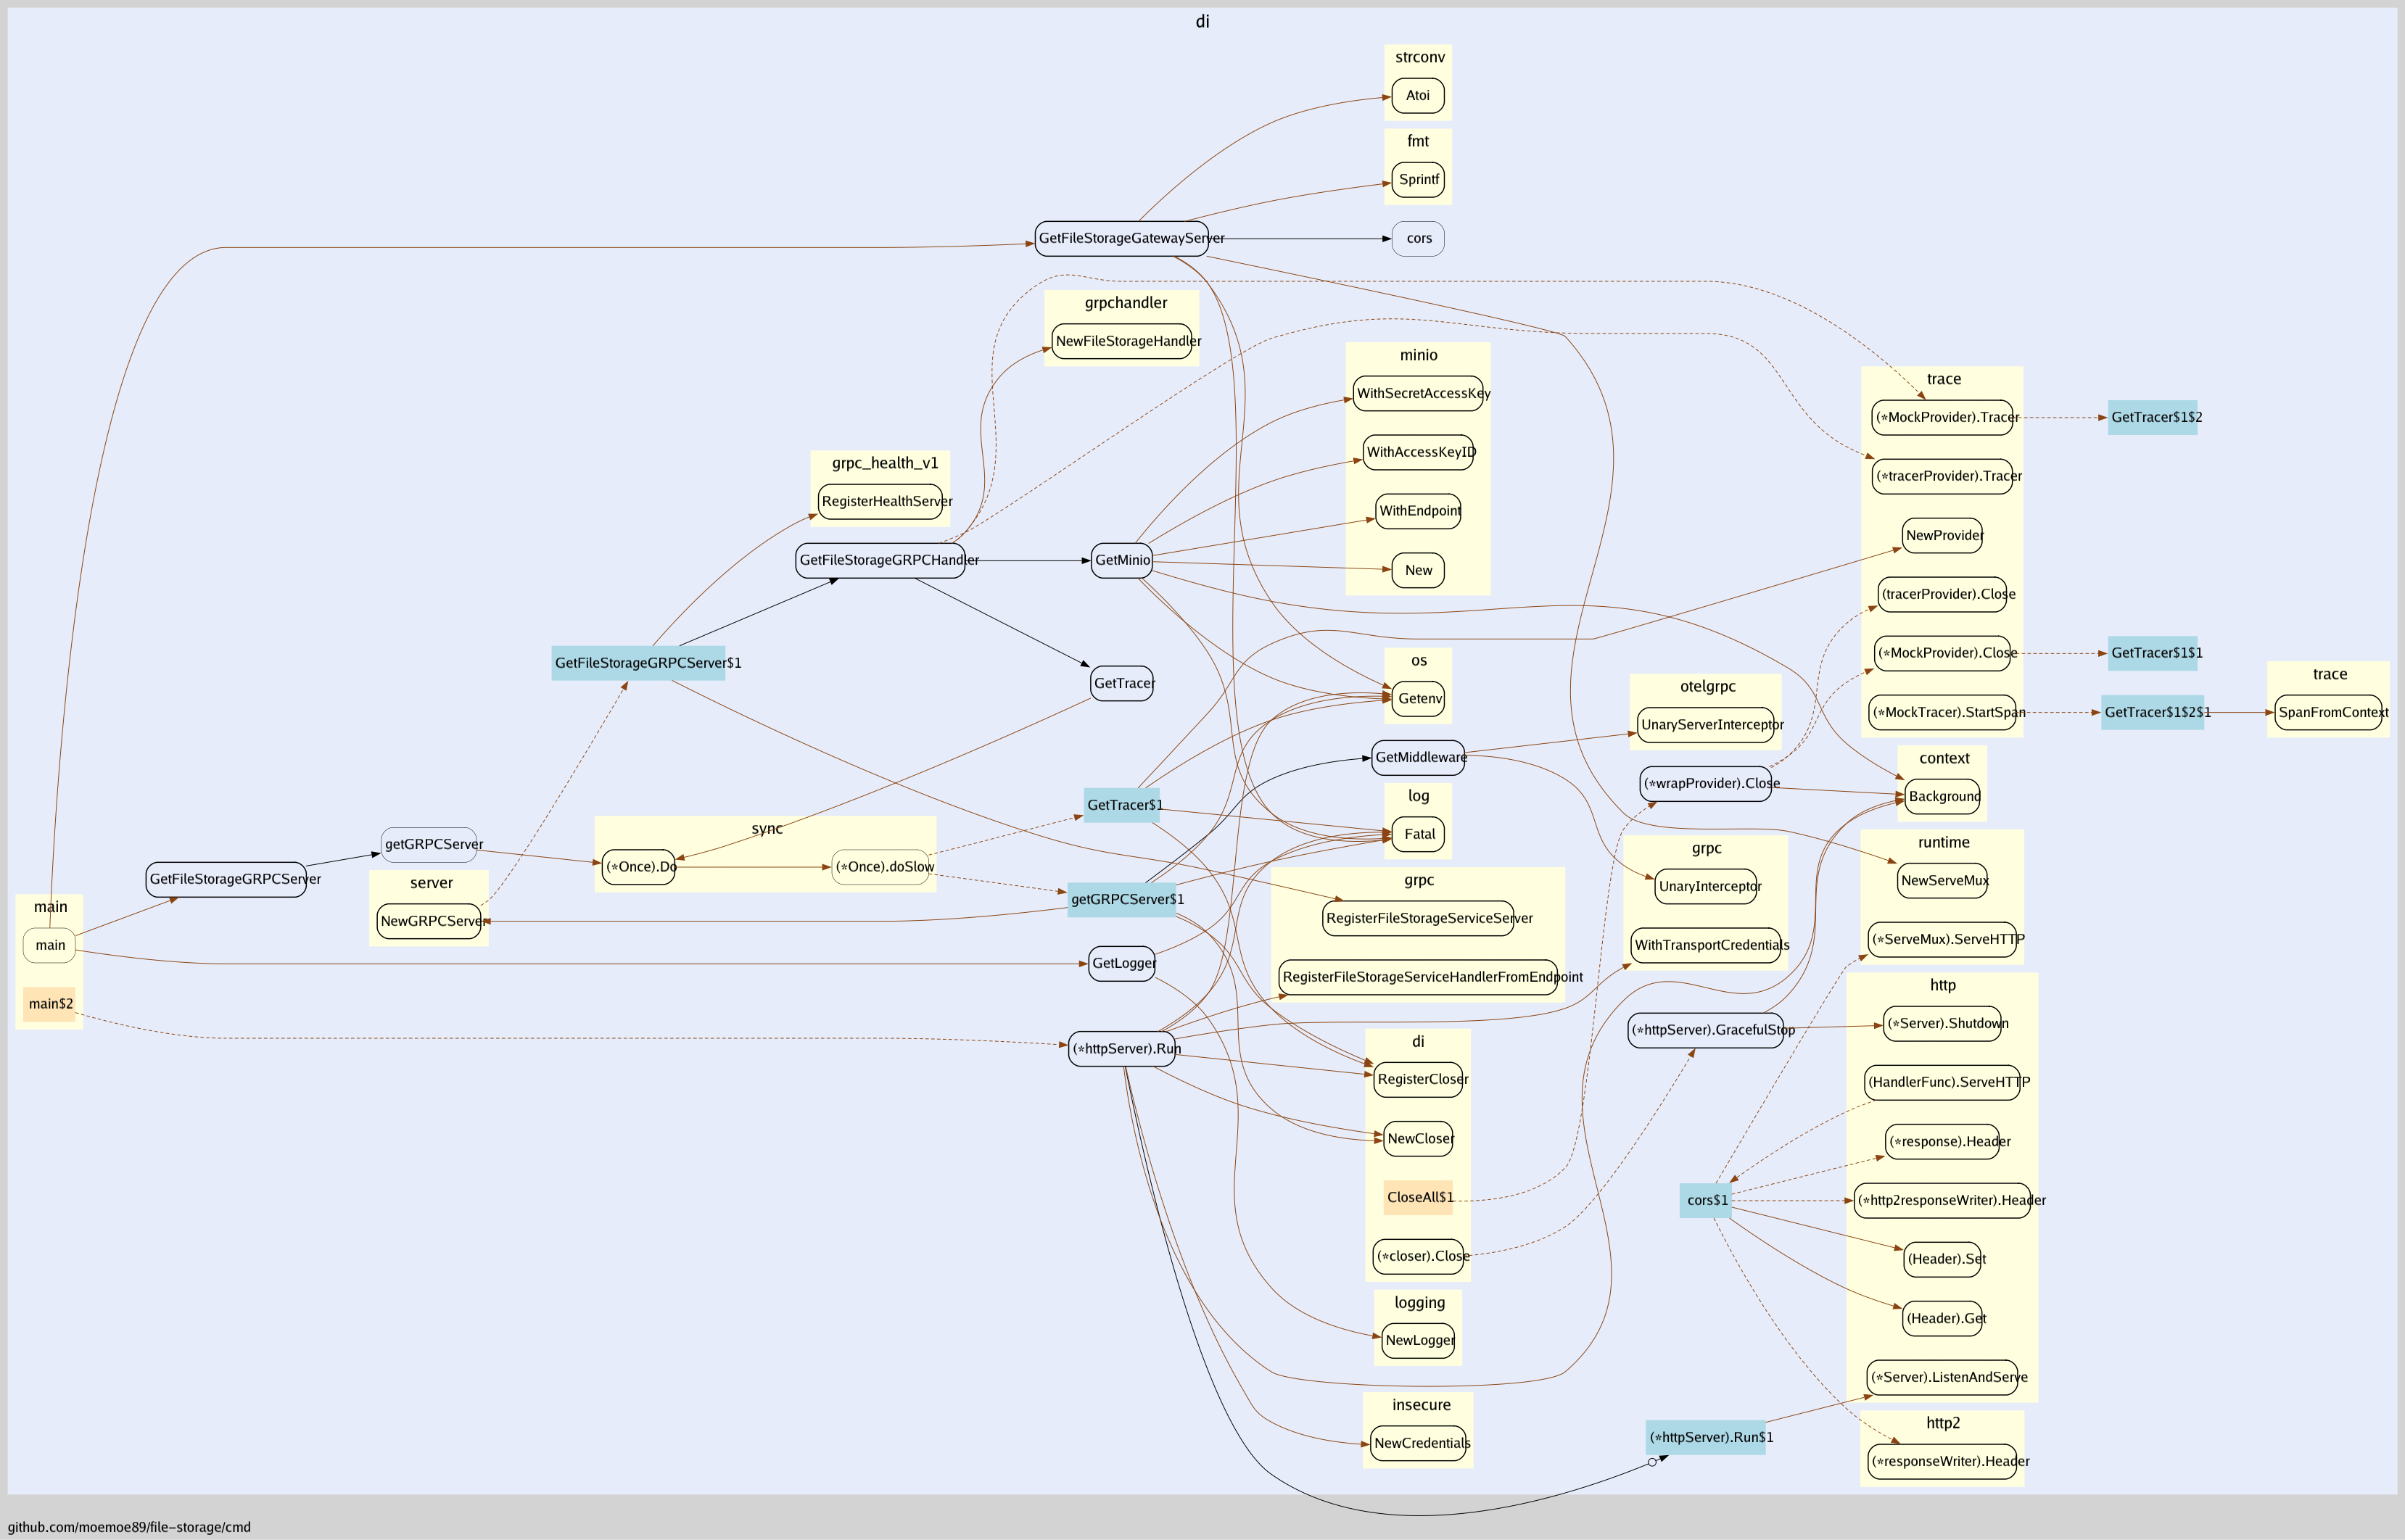 di
strconv
Atoi
fmt
Sprintf
GetFileStorageGatewayServer
cors
grpchandler
NewFileStorageHandler
minio
WithSecretAccessKey
WithAccessKeyID
WithEndpoint
New
trace
(*MockProvider).Tracer
GetTracer$1$2
(*tracerProvider).Tracer
NewProvider
(tracerProvider).Close
(*MockProvider).Close
GetTracer$1$1
(*MockTracer).StartSpan
GetTracer$1$2$1
trace
SpanFromContext
grpc_health_v1
RegisterHealthServer
GetFileStorageGRPCHandler
GetMinio
GetFileStorageGRPCServer$1
GetTracer
os
Getenv
otelgrpc
UnaryServerInterceptor
GetMiddleware
context
Background
(*wrapProvider).Close
GetTracer$1
log
Fatal
sync
(*Once).Do
(*Once).doSlow
getGRPCServer
GetFileStorageGRPCServer
server
NewGRPCServer
getGRPCServer$1
main
main
main$2
GetLogger
grpc
RegisterFileStorageServiceServer
RegisterFileStorageServiceHandlerFromEndpoint
grpc
UnaryInterceptor
WithTransportCredentials
runtime
NewServeMux
(*ServeMux).ServeHTTP
(*httpServer).Run
di
RegisterCloser
NewCloser
CloseAll$1
(*closer).Close
(*httpServer).GracefulStop
http
(*Server).Shutdown
(HandlerFunc).ServeHTTP
(*response).Header
(*http2responseWriter).Header
(Header).Set
(Header).Get
(*Server).ListenAndServe
cors$1
logging
NewLogger
insecure
NewCredentials
(*httpServer).Run$1
http2
(*responseWriter).Header
github.com/moemoe89/file-storage/cmd